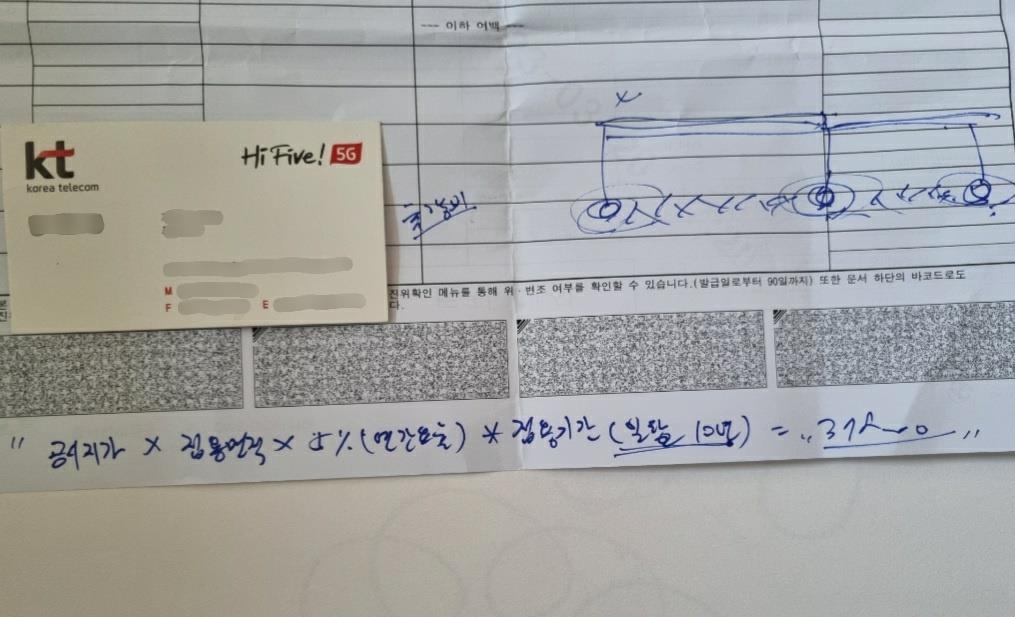 --- 이하 여백 ---
kt
korea telecom
Hi Five! 5G
M
F
E
진위확인 메뉴를 통해 위·변조 여부를 확인할 수 있습니다.(발급일로부터 90일까지) 또한 문서 하단의 바코드로도
다.
" 공시지가 × 점용면적 × 5% (연간요율) * 점용기간 (일괄 10년) = "